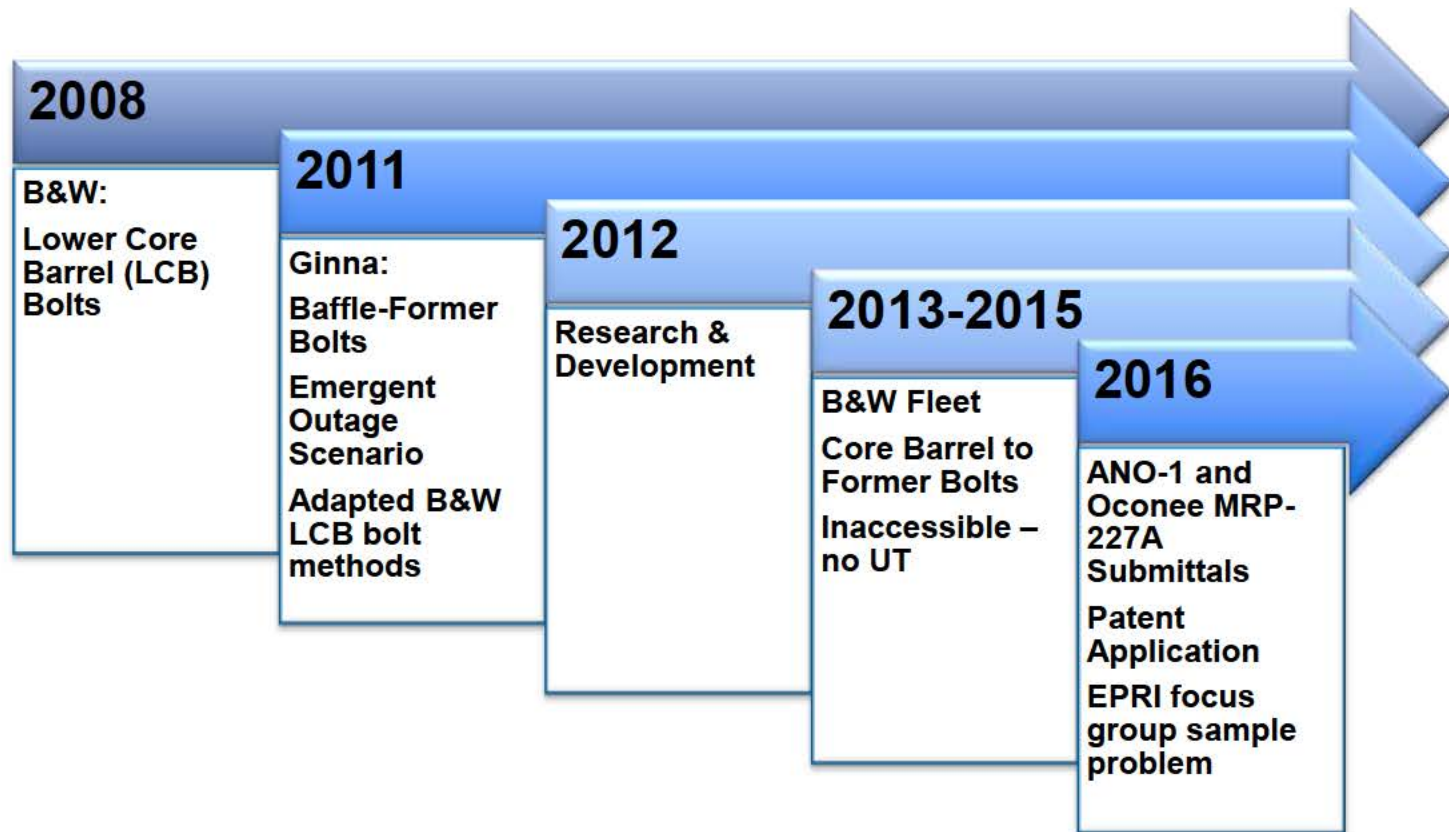 2008
B&W:
Lower Core
Barrel (LCB)
Bolts
2011
Ginna:
Baffle-Former
Bolts
Emergent
Outage
Scenario
Adapted B&W
LCB bolt
methods
2012
Research &
Development
2013-2015
B&W Fleet
Core Barrel to
Former Bolts
Inaccessible –
no UT
2016
ANO-1 and
Oconee MRP-
227A
Submittals
Patent
Application
EPRI focus
group sample
problem